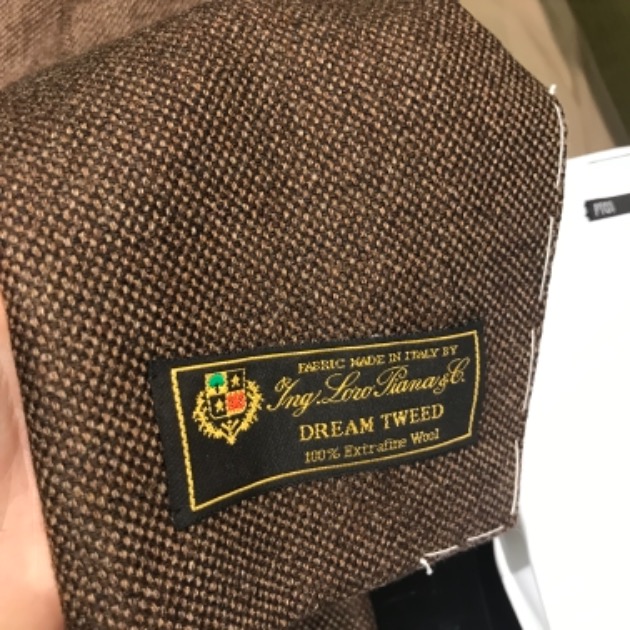 FABRIC MADE IN ITALY BY
Ing. Loro Piana & C.
DREAM TWEED
100% Extrafine Wool